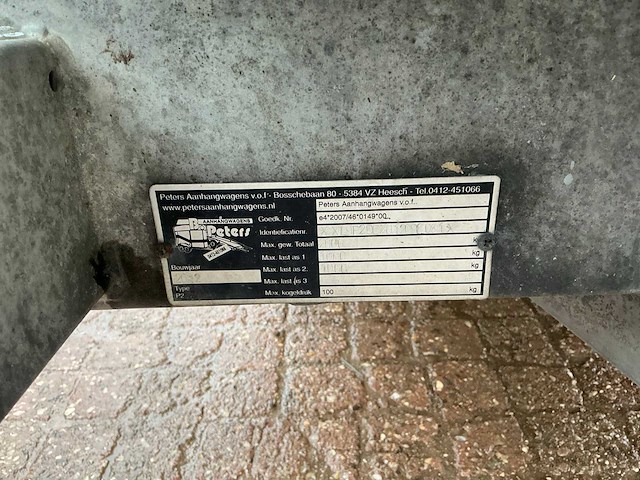 Peters Aanhangwagens v.o.f. - Bosschebaan 80 - 5384 VZ Heesch - Tel.0412-451066
www.petersaanhangwagens.nl
Peters Aanhangwagens v.o.f.
AANHANGWAGENS
Peters
Goedk. Nr. e4*2007/46*0149*00
Identificationr.
Max. gew. Totaal kg
Max. last as 1 kg
Bouwjaar
Max. last as 2. kg
Max. last as 3
Type
P2
Max. kogeldruk 100 kg